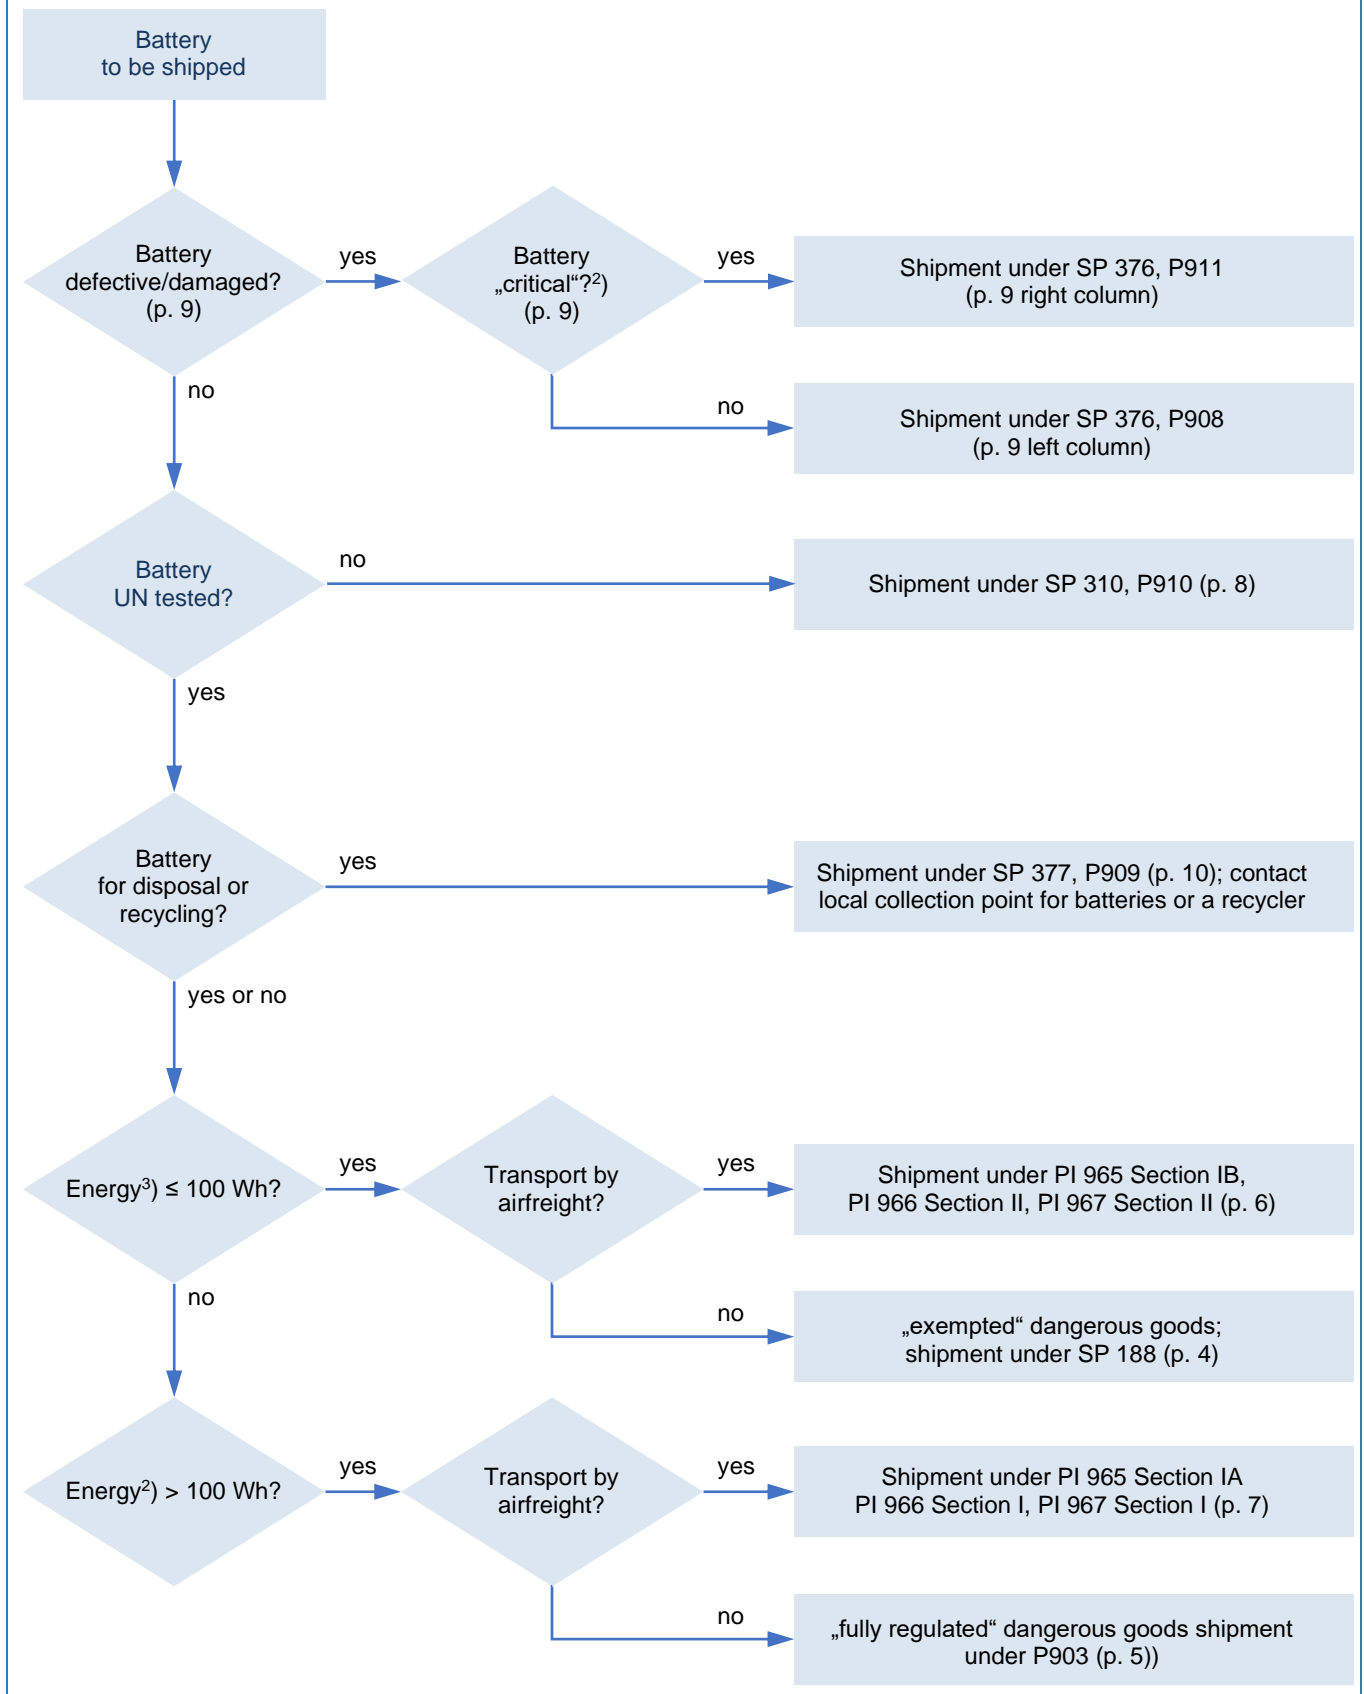 Battery
to be shipped
Battery
defective/damaged?
(p. 9)
yes
Battery
„critical“?²)
(p. 9)
yes
Shipment under SP 376, P911
(p. 9 right column)
no
no
Shipment under SP 376, P908
(p. 9 left column)
Battery
UN tested?
no
Shipment under SP 310, P910 (p. 8)
yes
Battery
for disposal or
recycling?
yes
Shipment under SP 377, P909 (p. 10); contact
local collection point for batteries or a recycler
yes or no
Energy³) ≤ 100 Wh?
yes
Transport by
airfreight?
yes
Shipment under PI 965 Section IB,
PI 966 Section II, PI 967 Section II (p. 6)
no
no
„exempted“ dangerous goods;
shipment under SP 188 (p. 4)
Energy²) > 100 Wh?
yes
Transport by
airfreight?
yes
Shipment under PI 965 Section IA
PI 966 Section I, PI 967 Section I (p. 7)
no
„fully regulated“ dangerous goods shipment
under P903 (p. 5))